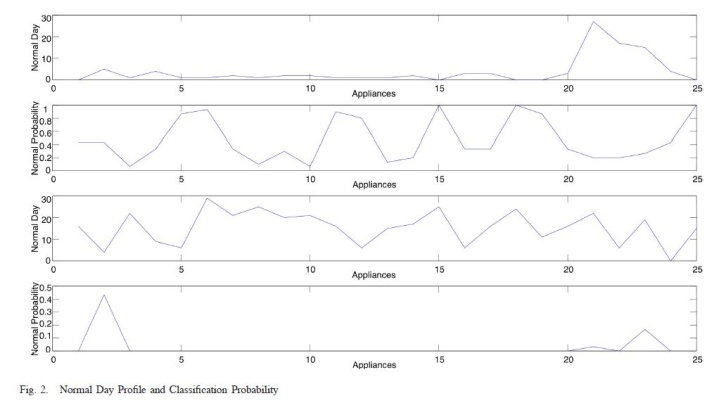 Normal Day
30
20
10
0
0 5 10 15 20 25
Appliances
Normal Probability
1
0.8
0.6
0.4
0.2
0
0 5 10 15 20 25
Appliances
Normal Day
30
20
10
0
0 5 10 15 20 25
Appliances
Normal Probability
0.5
0.4
0.3
0.2
0.1
0
0 5 10 15 20 25
Appliances
Fig. 2. Normal Day Profile and Classification Probability